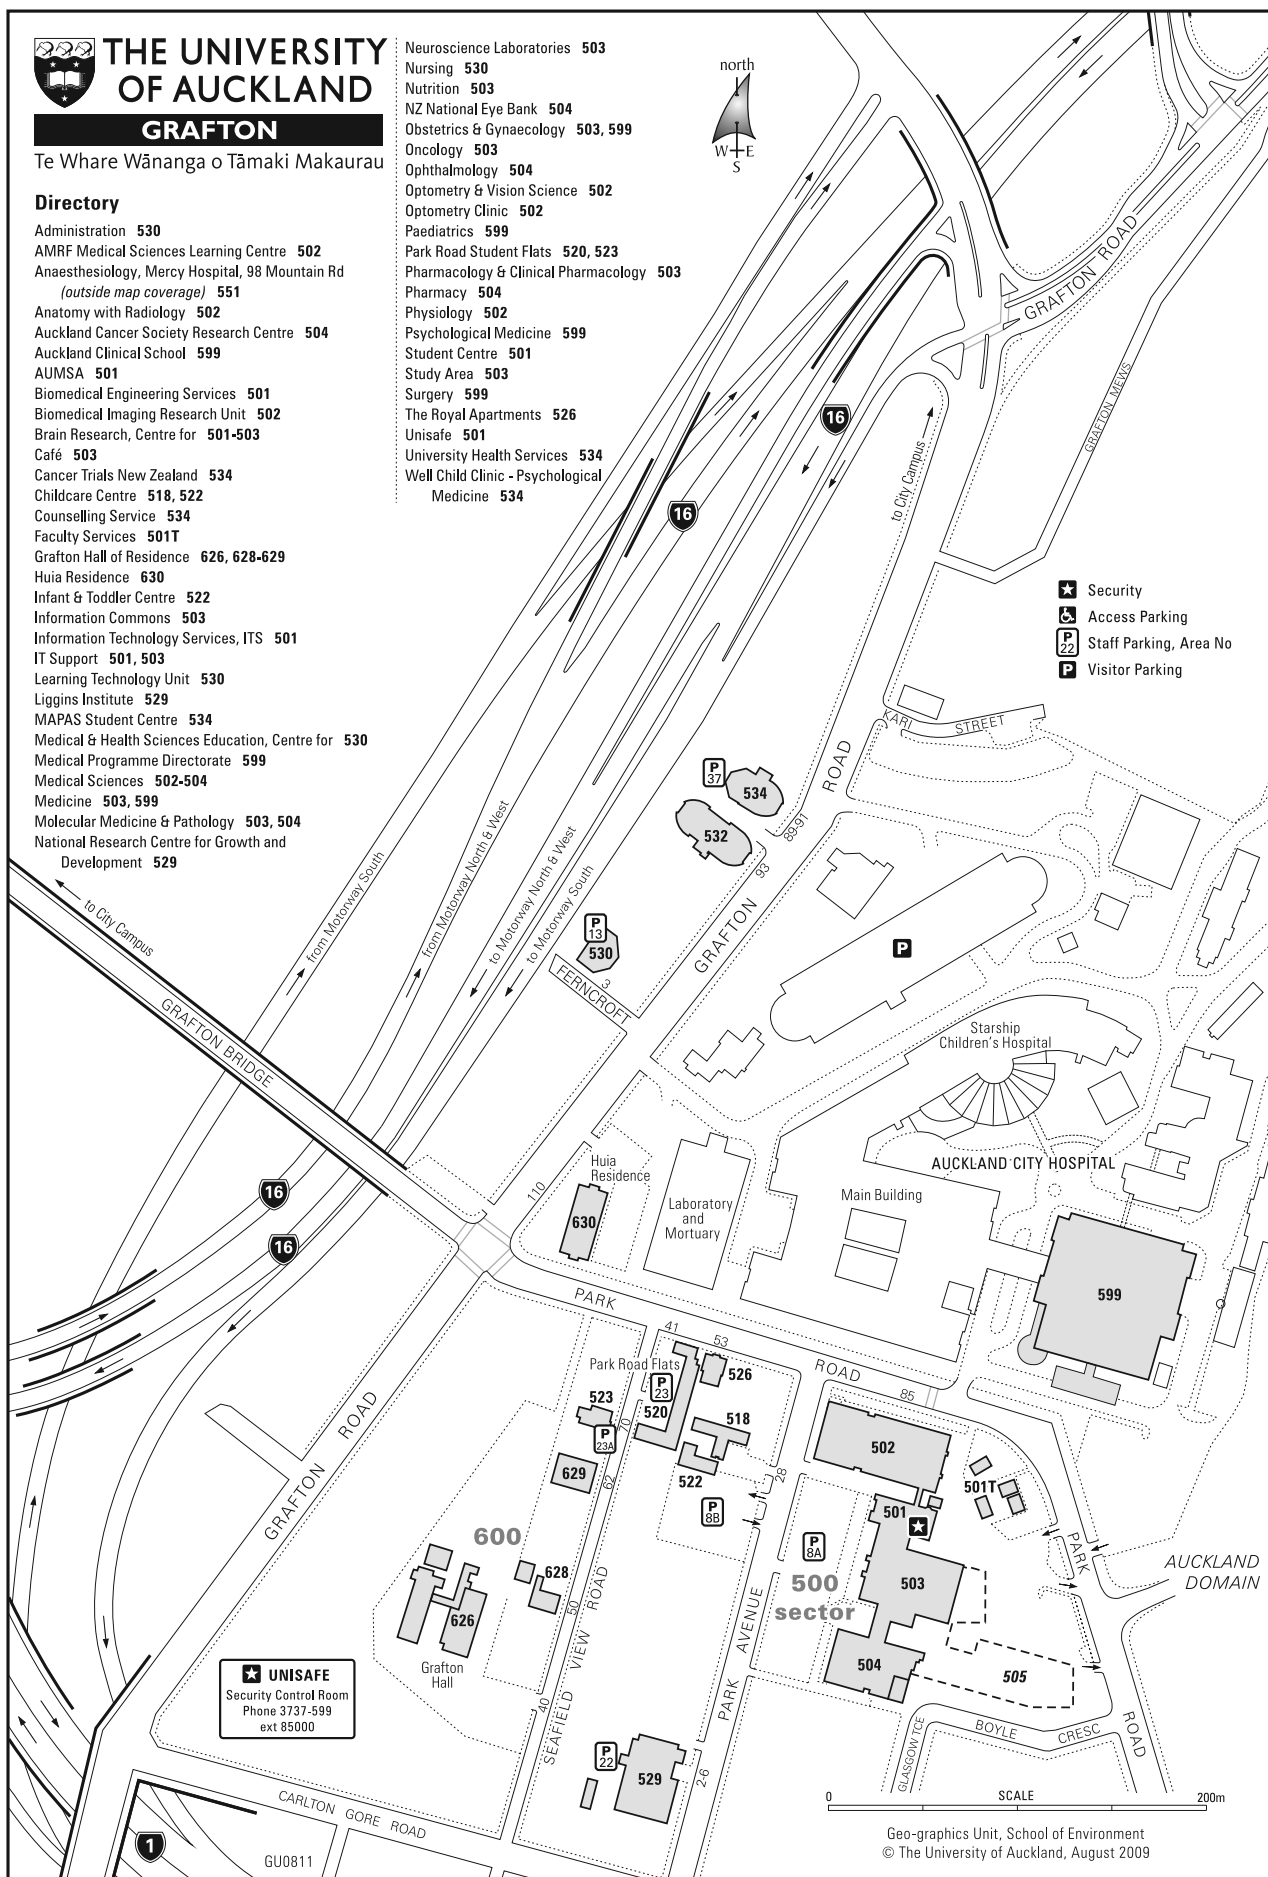 THE UNIVERSITY
OF AUCKLAND
GRAFTON
Te Whare Wānanga o Tāmaki Makaurau
Directory
Administration 530
AMRF Medical Sciences Learning Centre 502
Anaesthesiology, Mercy Hospital, 98 Mountain Rd
(outside map coverage) 551
Anatomy with Radiology 502
Auckland Cancer Society Research Centre 504
Auckland Clinical School 599
AUMSA 501
Biomedical Engineering Services 501
Biomedical Imaging Research Unit 502
Brain Research, Centre for 501-503
Café 503
Cancer Trials New Zealand 534
Childcare Centre 518, 522
Counselling Service 534
Faculty Services 501T
Grafton Hall of Residence 626, 628-629
Huia Residence 630
Infant & Toddler Centre 522
Information Commons 503
Information Technology Services, ITS 501
IT Support 501, 503
Learning Technology Unit 530
Liggins Institute 529
MAPAS Student Centre 534
Medical & Health Sciences Education, Centre for 530
Medical Programme Directorate 599
Medical Sciences 502-504
Medicine 503, 599
Molecular Medicine & Pathology 503, 504
National Research Centre for Growth and
Development 529
Neuroscience Laboratories 503
Nursing 530
Nutrition 503
NZ National Eye Bank 504
Obstetrics & Gynaecology 503, 599
Oncology 503
Ophthalmology 504
Optometry & Vision Science 502
Optometry Clinic 502
Paediatrics 599
Park Road Student Flats 520, 523
Pharmacology & Clinical Pharmacology 503
Pharmacy 504
Physiology 502
Psychological Medicine 599
Student Centre 501
Study Area 503
Surgery 599
The Royal Apartments 526
Unisafe 501
University Health Services 534
Well Child Clinic - Psychological
Medicine 534
north
W E
S
GRAFTON ROAD
GRAFTON MEWS
16
16
to City Campus
Security
Access Parking
P 22 Staff Parking, Area No
P Visitor Parking
KARI STREET
ROAD
P 37
534
532
89-91
93
GRAFTON
P 13
530
3
FERNCROFT
P
from Motorway South
from Motorway North & West
to Motorway North & West
to Motorway South
to City Campus
GRAFTON BRIDGE
Starship
Children's Hospital
AUCKLAND CITY HOSPITAL
Main Building
Laboratory
and
Mortuary
Huia
Residence
110
630
599
16
16
PARK
ROAD
41
53
85
Park Road Flats
P 23
526
523
520
518
P 23A
70
629
522
62
P 8B
28
502
501T
501
P 8A
500
sector
503
504
505
PARK
ROAD
AUCKLAND
DOMAIN
GRAFTON ROAD
600
628
626
Grafton
Hall
50
40
SEAFIELD VIEW ROAD
PARK AVENUE
UNISAFE
Security Control Room
Phone 3737-599
ext 85000
P 22
529
2-6
GLASGOW TCE
BOYLE CRESC
CARLTON GORE ROAD
1
GU0811
0 SCALE 200m
Geo-graphics Unit, School of Environment
© The University of Auckland, August 2009